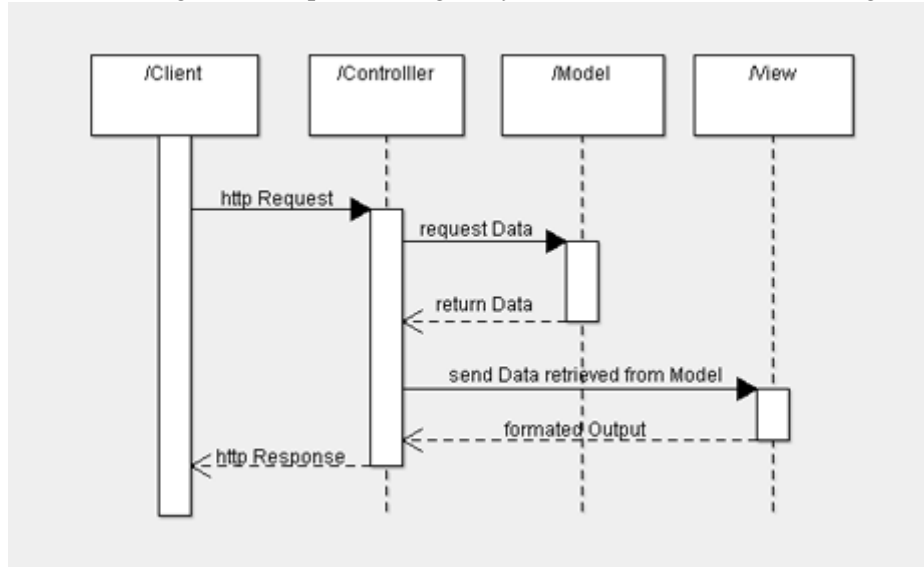 /Client
/Controlller
/Model
/View
http Request
request Data
return Data
send Data retrieved from Model
formated Output
http Response